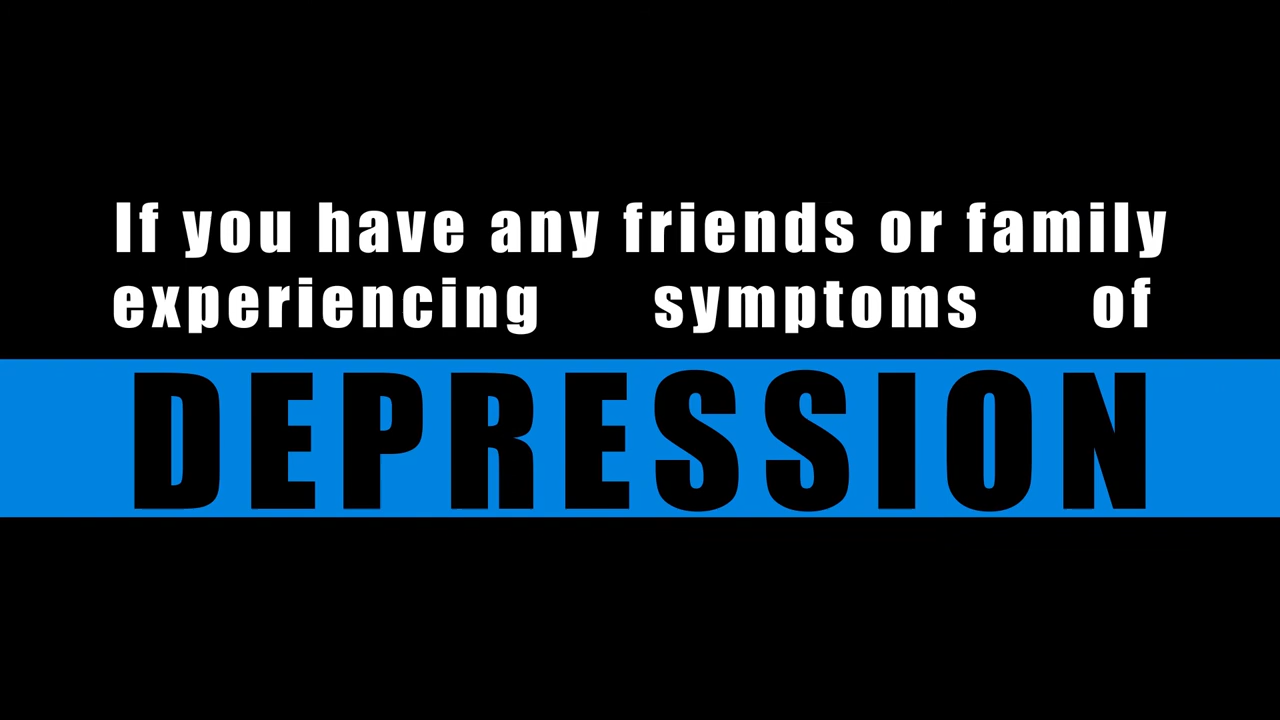 If you have any friends or family
experiencing symptoms of
DEPRESSION